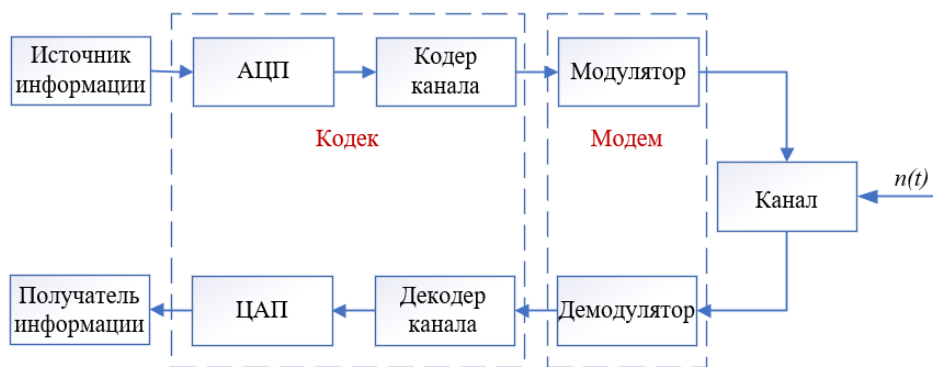 Источник
информации
АЦП
Кодер
канала
Модулятор
Кодек
Модем
Канал
n(t)
Получатель
информации
ЦАП
Декодер
канала
Демодулятор